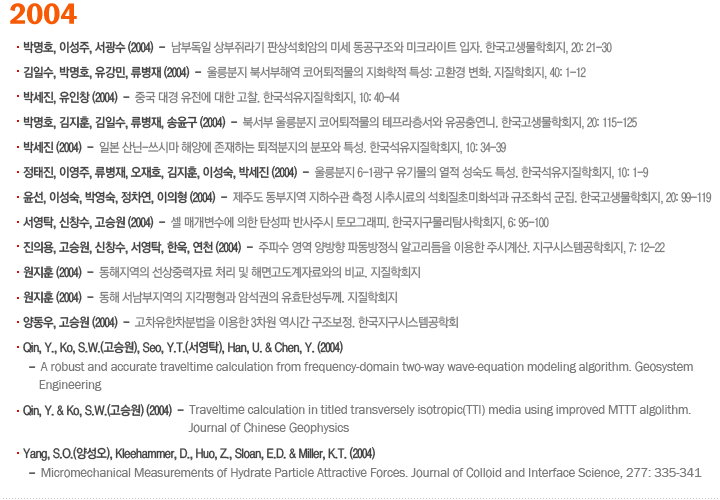 2004
· 박명호, 이성주, 서광수 (2004) - 남부독일 상부쥬라기 판상석회암의 미세 동공구조와 미크라이트 입자. 한국고생물학회지, 20: 21-30
· 김일수, 박명호, 유강민, 류병재 (2004) - 울릉분지 북서부해역 코어퇴적물의 지화학적 특성: 고환경 변화. 지질학회지, 40: 1-12
· 박세진, 유인창 (2004) - 중국 대경 유전에 대한 고찰. 한국석유지질학회지, 10: 40-44
· 박명호, 김지훈, 김일수, 류병재, 송윤구 (2004) - 북서부 울릉분지 코어퇴적물의 테프라층서와 유공충연니. 한국고생물학회지, 20: 115-125
· 박세진 (2004) - 일본 산닌-쓰시마 해양에 존재하는 퇴적분지의 분포와 특성. 한국석유지질학회지, 10: 34-39
· 정태진, 이영주, 류병재, 오재호, 김지훈, 이성숙, 박세진 (2004) - 울릉분지 6-1광구 유기물의 열적 성숙도 특성. 한국석유지질학회지, 10: 1-9
· 윤선, 이성숙, 박영숙, 정차연, 이의형 (2004) - 제주도 동부지역 지하수관 측정 시추시료의 석회질초미화석과 규조화석 군집. 한국고생물학회지, 20: 99-119
· 서영탁, 신창수, 고승원 (2004) - 셀 매개변수에 의한 탄성파 반사주시 토모그래피. 한국지구물리탐사학회지, 6: 95-100
· 진의용, 고승원, 신창수, 서영탁, 한욱, 연천 (2004) - 주파수 영역 양방향 파동방정식 알고리듬을 이용한 주시계산. 지구시스템공학회지, 7: 12-22
· 원지훈 (2004) - 동해지역의 선상중력자료 처리 및 해면고도계자료와의 비교. 지질학회지
· 원지훈 (2004) - 동해 서남부지역의 지각평형과 암석권의 유효탄성두께. 지질학회지
· 양동우, 고승원 (2004) - 고차유한차분법을 이용한 3차원 역시간 구조보정. 한국지구시스템공학회
· Qin, Y., Ko, S.W.(고승원), Seo, Y.T.(서영탁), Han, U. & Chen, Y. (2004)
- A robust and accurate traveltime calculation from frequency-domain two-way wave-equation modeling algorithm. Geosystem
Engineering
· Qin, Y. & Ko, S.W.(고승원) (2004) - Traveltime calculation in titled transversely isotropic(TTI) media using improved MTTT algolithm.
Journal of Chinese Geophysics
· Yang, S.O.(양성오), Kleehammer, D., Huo, Z., Sloan, E.D. & Miller, K.T. (2004)
- Micromechanical Measurements of Hydrate Particle Attractive Forces. Journal of Colloid and Interface Science, 277: 335-341